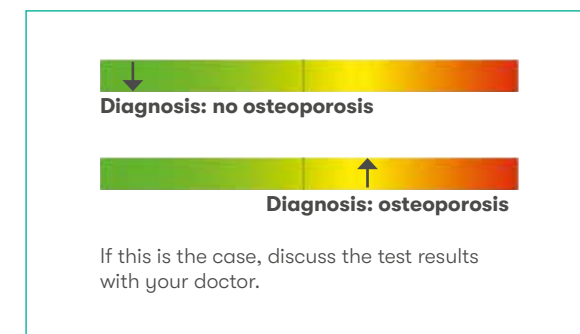 Diagnosis: no osteoporosis
Diagnosis: osteoporosis
If this is the case, discuss the test results
with your doctor.